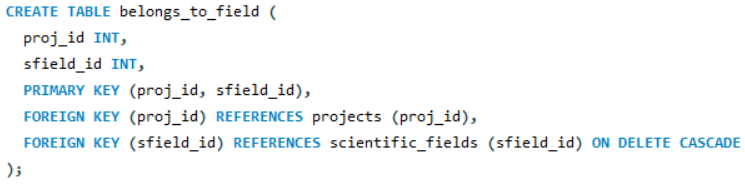 CREATE TABLE belongs_to_field (
  proj_id INT,
  sfield_id INT,
  PRIMARY KEY (proj_id, sfield_id),
  FOREIGN KEY (proj_id) REFERENCES projects (proj_id),
  FOREIGN KEY (sfield_id) REFERENCES scientific_fields (sfield_id) ON DELETE CASCADE
);